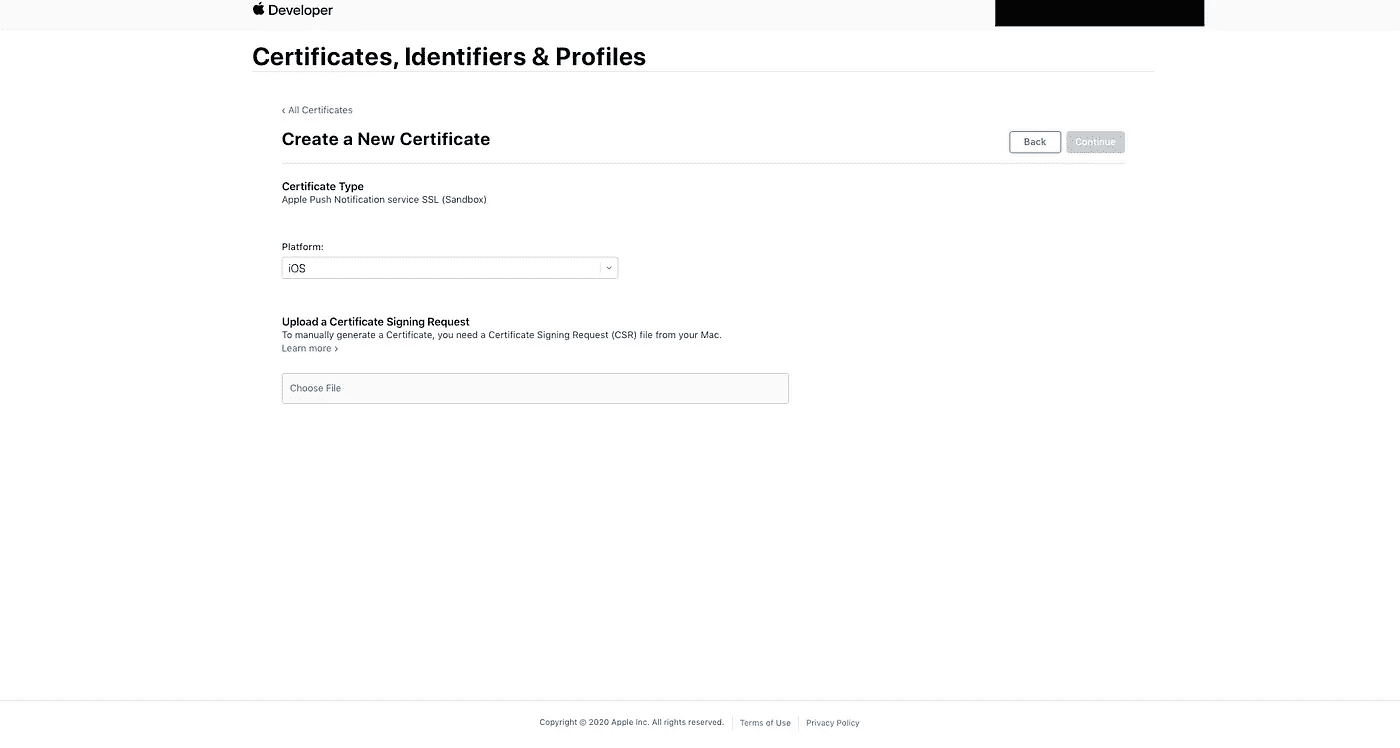 Developer
Certificates, Identifiers & Profiles
‹ All Certificates
Create a New Certificate
Back
Continue
Certificate Type
Apple Push Notification service SSL (Sandbox)
Platform:
iOS
Upload a Certificate Signing Request
To manually generate a Certificate, you need a Certificate Signing Request (CSR) file from your Mac.
Learn more ›
Choose File
Copyright © 2020 Apple Inc. All rights reserved.
Terms of Use
Privacy Policy